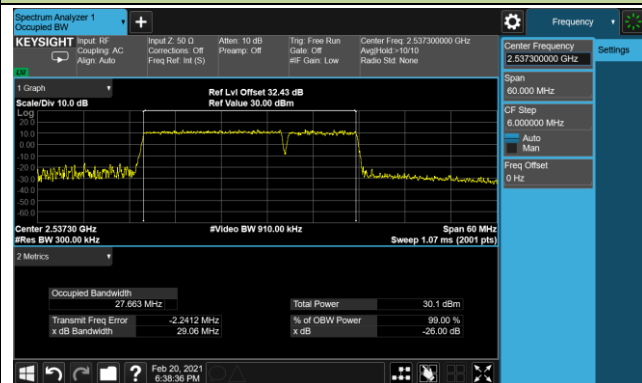 Spectrum Analyzer 1
Occupied BW
Frequency
KEYSIGHT
Input: RF
Coupling: AC
Align: Auto
Input Z: 50 Ω
Corrections: Off
Freq Ref: Int (S)
Atten: 10 dB
Preamp: Off
Trig: Free Run
Gate: Off
#IF Gain: Low
Center Freq: 2.537300000 GHz
Avg|Hold:>10/10
Radio Std: None
Center Frequency
2.537300000 GHz
Settings
Span
60.000 MHz
CF Step
6.000000 MHz
Auto
Man
Freq Offset
0 Hz
1 Graph
Scale/Div 10.0 dB
Ref Lvl Offset 32.43 dB
Ref Value 30.00 dBm
Log
20.0
10.0
0.00
-10.0
-20.0
-30.0
-40.0
-50.0
-60.0
Center 2.53730 GHz
#Res BW 300.00 kHz
#Video BW 910.00 kHz
Span 60 MHz
Sweep 1.07 ms (2001 pts)
2 Metrics
Occupied Bandwidth
27.663 MHz
Total Power 30.1 dBm
Transmit Freq Error -2.2412 MHz
% of OBW Power 99.00 %
x dB Bandwidth 29.06 MHz
x dB -26.00 dB
?
Feb 20, 2021
6:38:36 PM